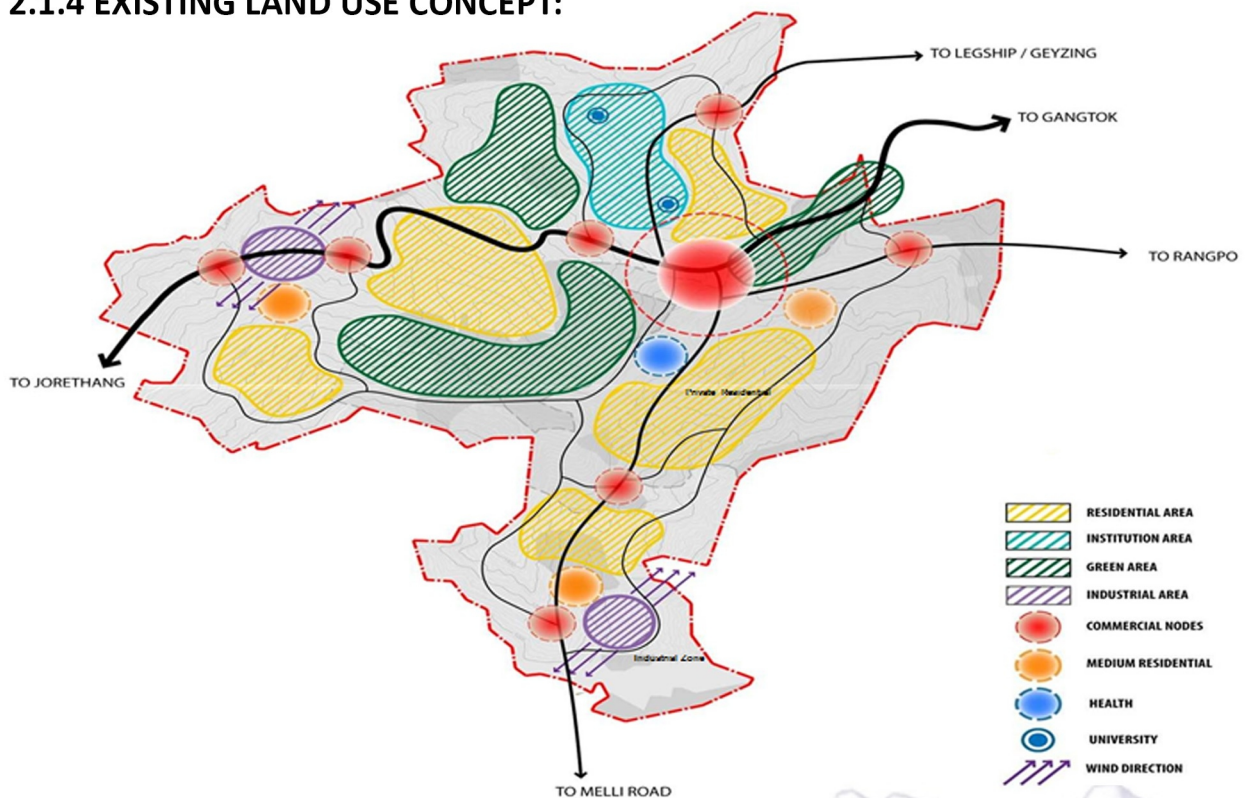 2.1.4 EXISTING LAND USE CONCEPT:
TO LEGSHIP / GEYZING
TO GANGTOK
TO RANGPO
TO JORETHANG
Private Residential
Industrial Zone
TO MELLI ROAD
RESIDENTIAL AREA
INSTITUTION AREA
GREEN AREA
INDUSTRIAL AREA
COMMERCIAL NODES
MEDIUM RESIDENTIAL
HEALTH
UNIVERSITY
WIND DIRECTION